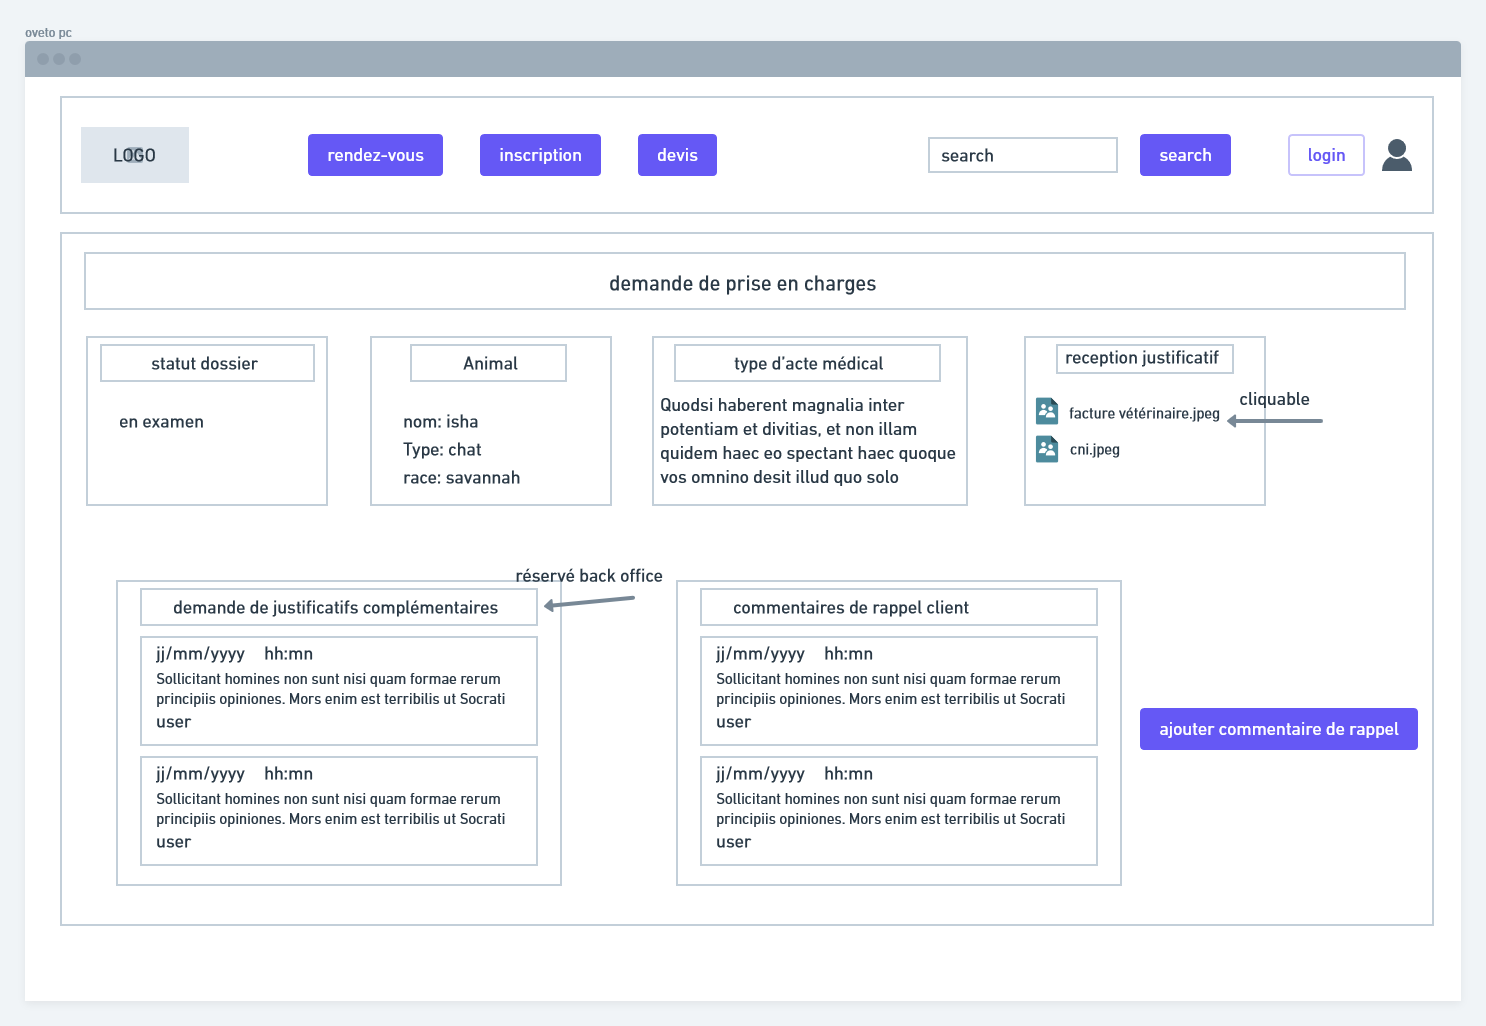 oveto pc
LOGO
rendez-vous
inscription
devis
search
search
login
demande de prise en charges
statut dossier
en examen
Animal
nom: isha
Type: chat
race: savannah
type d'acte médical
Quodsi haberent magnalia inter
potentiam et divitias, et non illam
quidem haec eo spectant haec quoque
vos omnino desit illud quo solo
reception justificatif
facture vétérinaire.jpeg
cni.jpeg
cliquable
réservé back office
demande de justificatifs complémentaires
jj/mm/yyyy hh:mn
Sollicitant homines non sunt nisi quam formae rerum
principiis opiniones. Mors enim est terribilis ut Socrati
user
jj/mm/yyyy hh:mn
Sollicitant homines non sunt nisi quam formae rerum
principiis opiniones. Mors enim est terribilis ut Socrati
user
commentaires de rappel client
jj/mm/yyyy hh:mn
Sollicitant homines non sunt nisi quam formae rerum
principiis opiniones. Mors enim est terribilis ut Socrati
user
jj/mm/yyyy hh:mn
Sollicitant homines non sunt nisi quam formae rerum
principiis opiniones. Mors enim est terribilis ut Socrati
user
ajouter commentaire de rappel